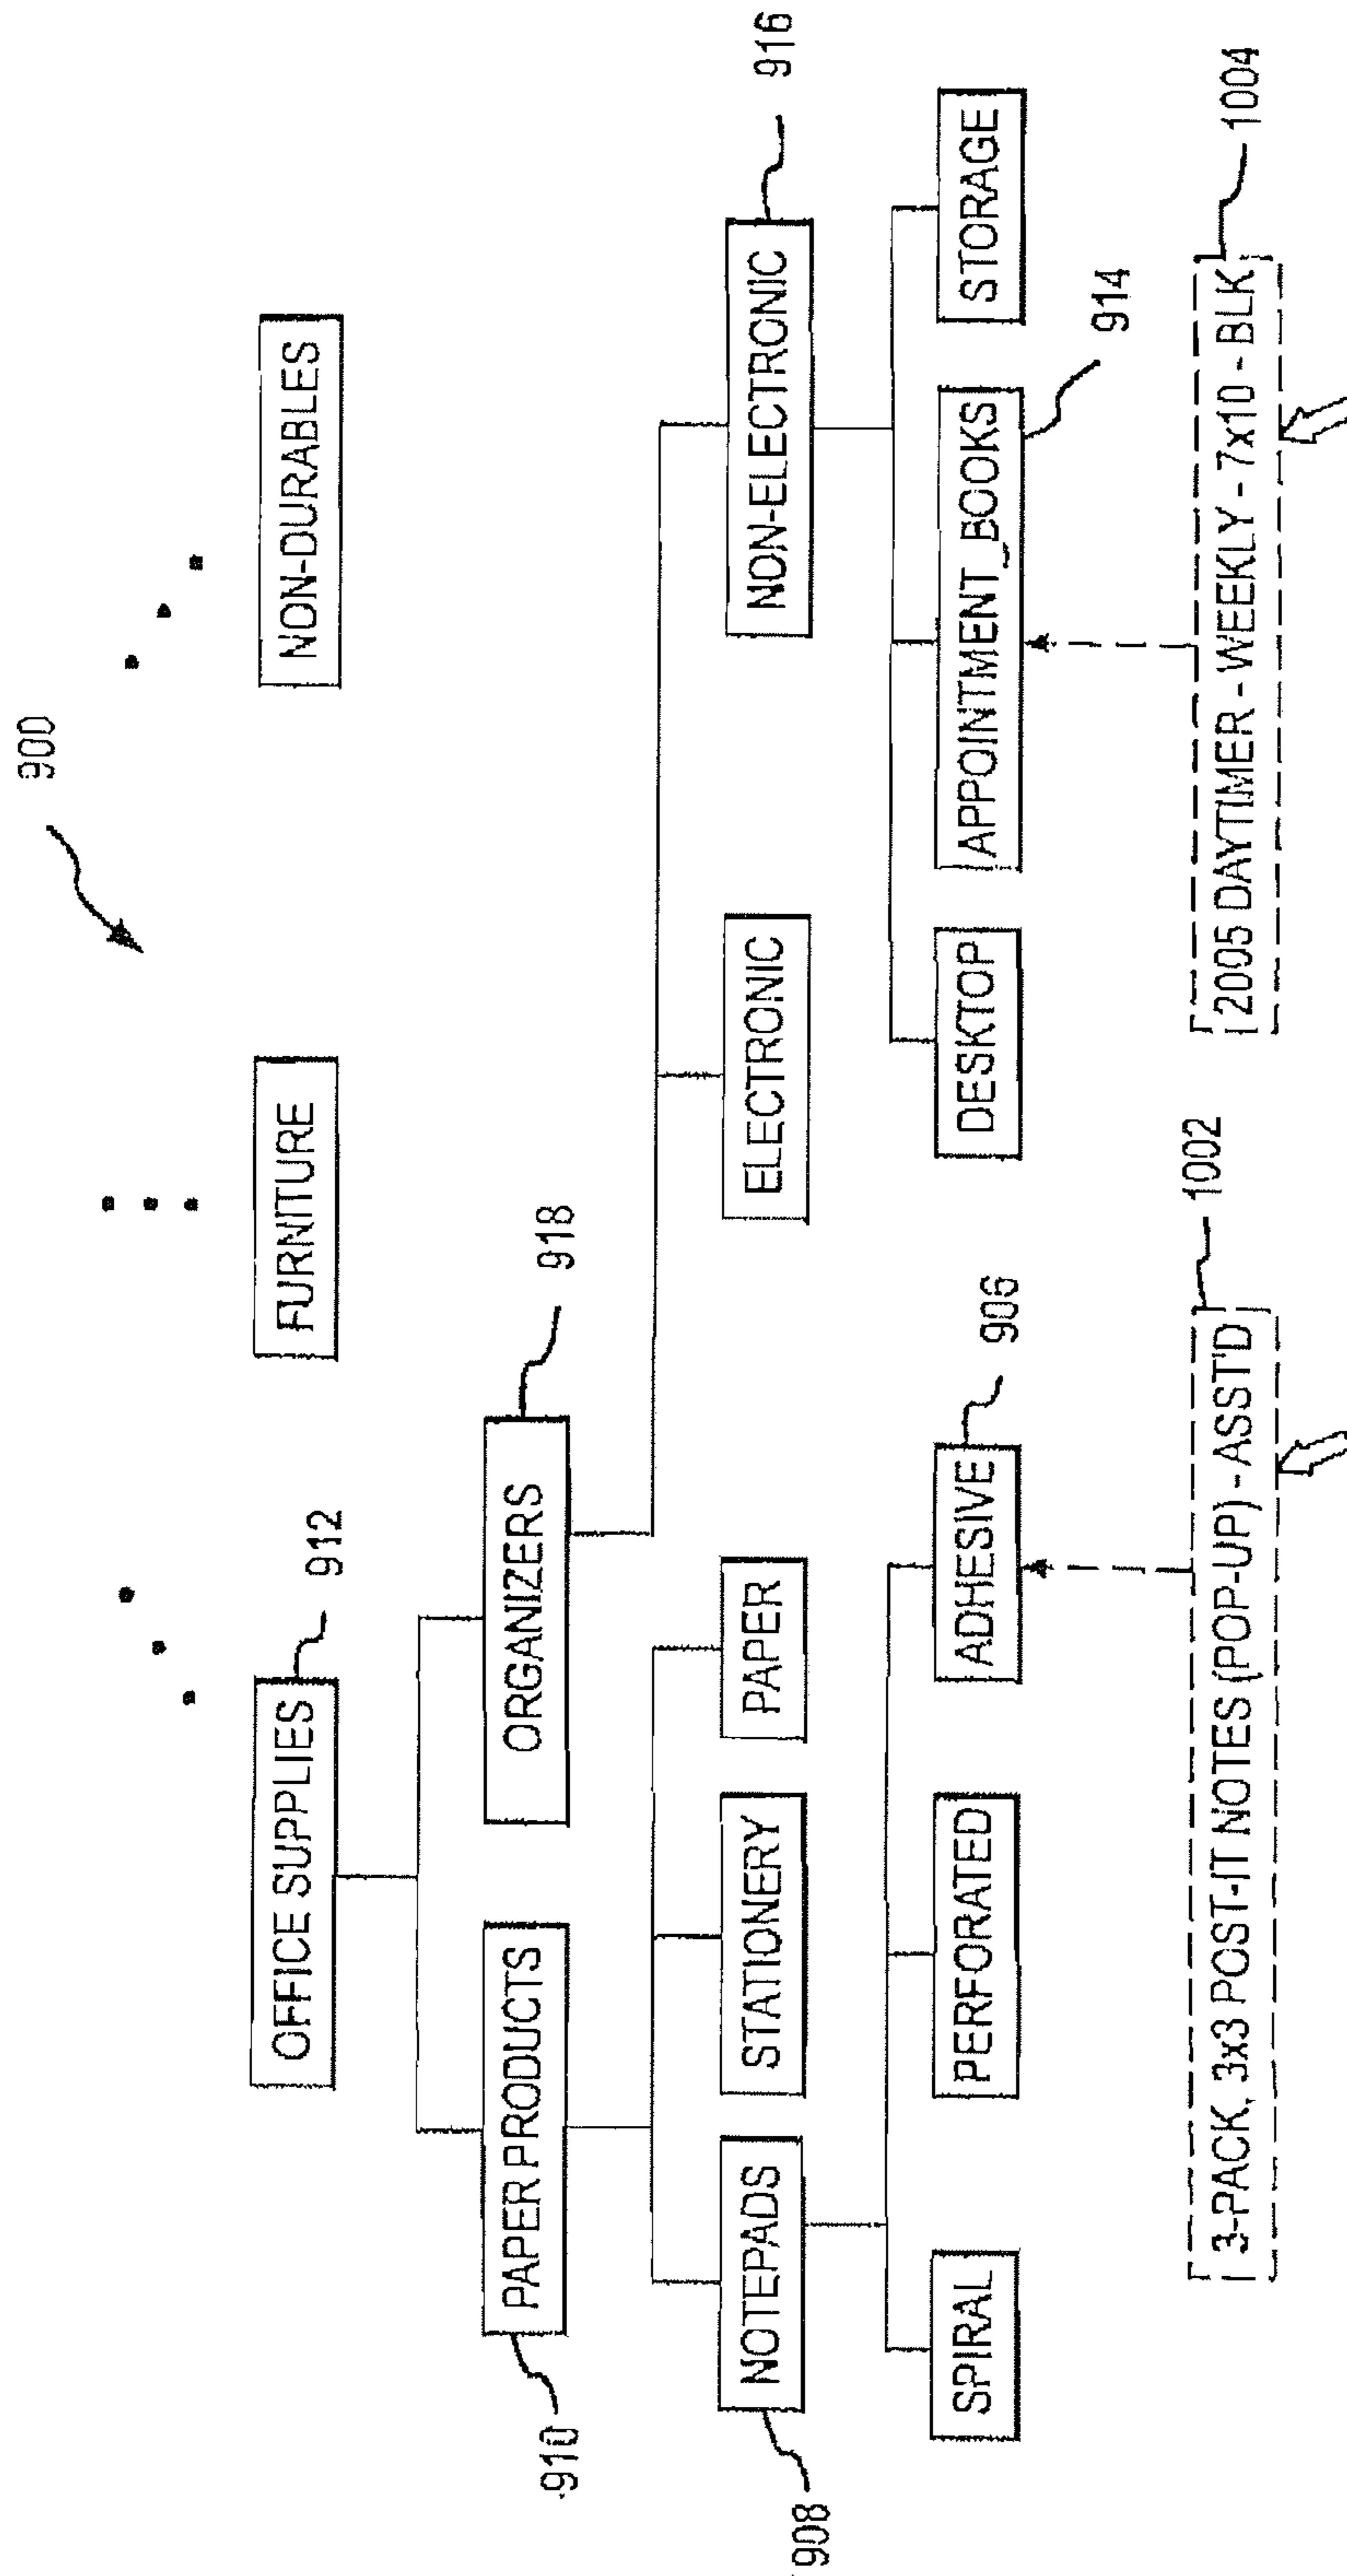 900
OFFICE SUPPLIES
912
FURNITURE
NON-DURABLES
910
PAPER PRODUCTS
ORGANIZERS
918
908
NOTEPADS
STATIONERY
PAPER
ELECTRONIC
NON-ELECTRONIC
916
SPIRAL
PERFORATED
ADHESIVE
906
DESKTOP
APPOINTMENT_BOOKS
914
STORAGE
3-PACK, 3x3 POST-IT NOTES (POP-UP) - ASST'D
1002
2005 DAYTIMER - WEEKLY - 7x10 - BLK
1004